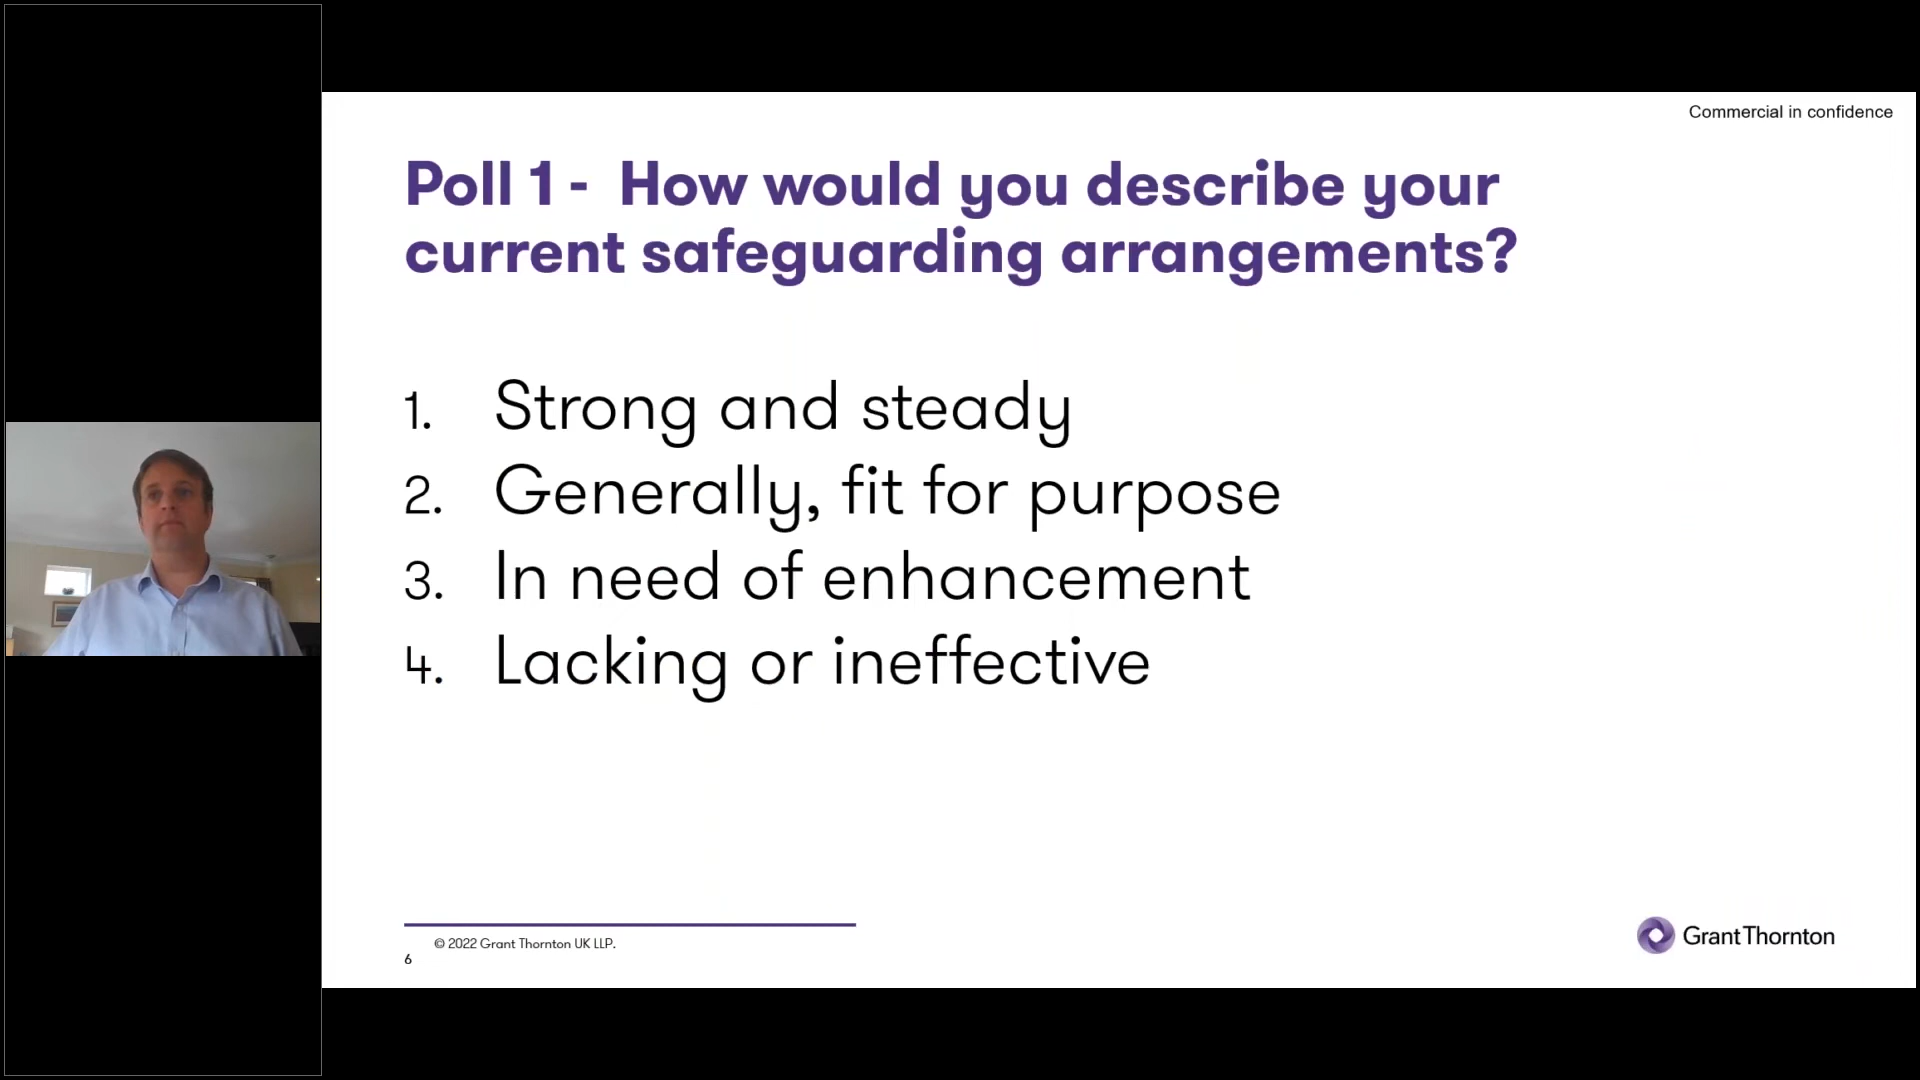 Commercial in confidence
Poll 1 - How would you describe your
current safeguarding arrangements?
1. Strong and steady
2. Generally, fit for purpose
3. In need of enhancement
4. Lacking or ineffective
© 2022 Grant Thornton UK LLP.
6
Grant Thornton